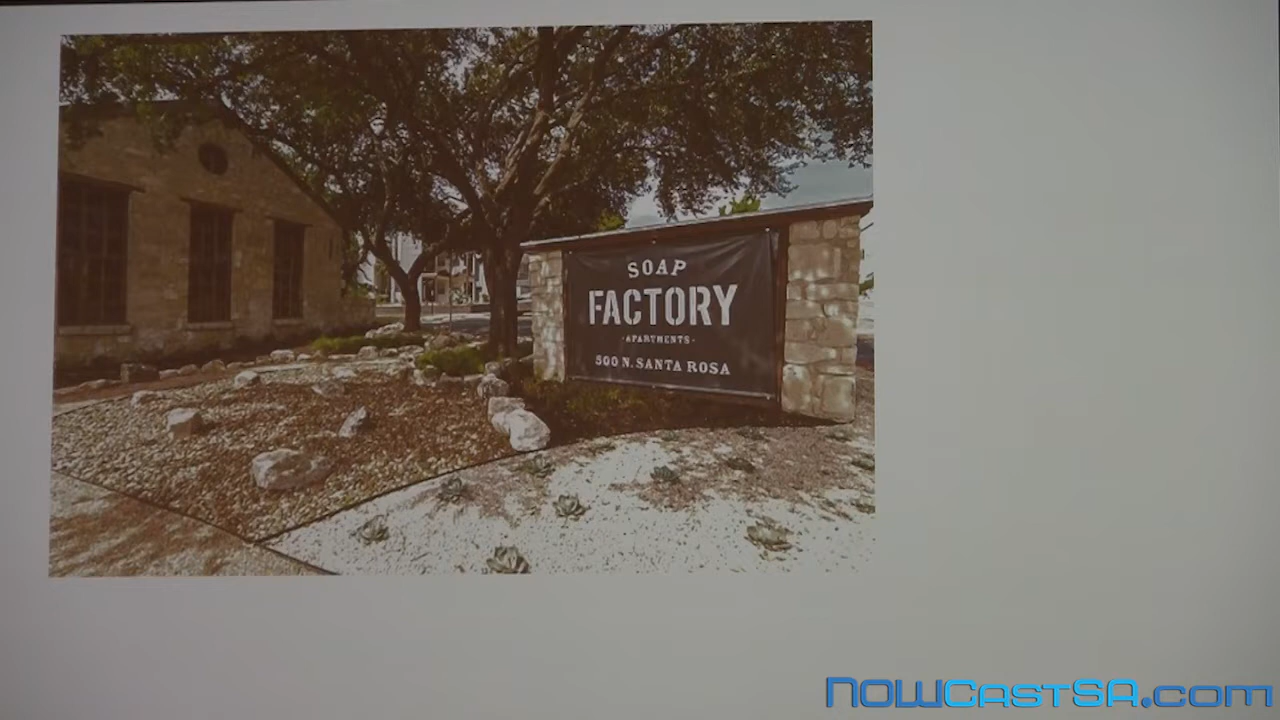 SOAP
FACTORY
-APARTMENTS-
500 N. SANTA ROSA
NOWCastSA.com